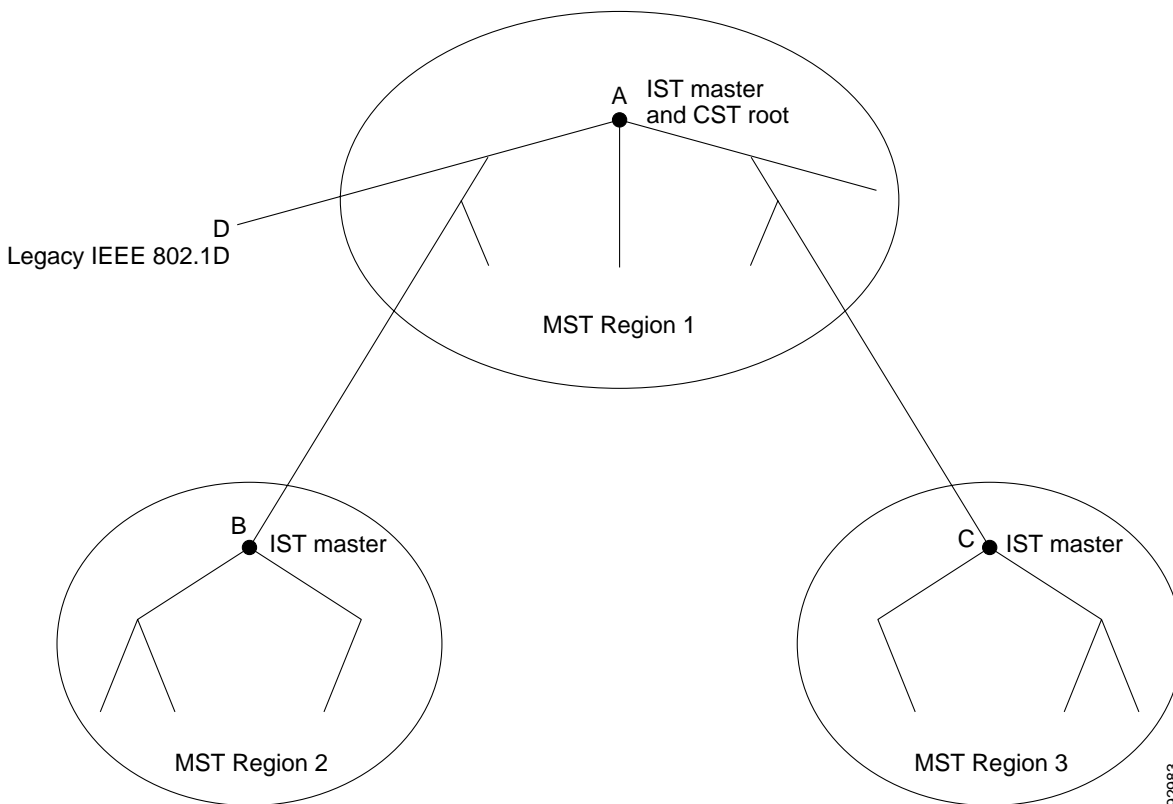 A
IST master
and CST root
D
Legacy IEEE 802.1D
MST Region 1
B
IST master
C
IST master
MST Region 2
MST Region 3